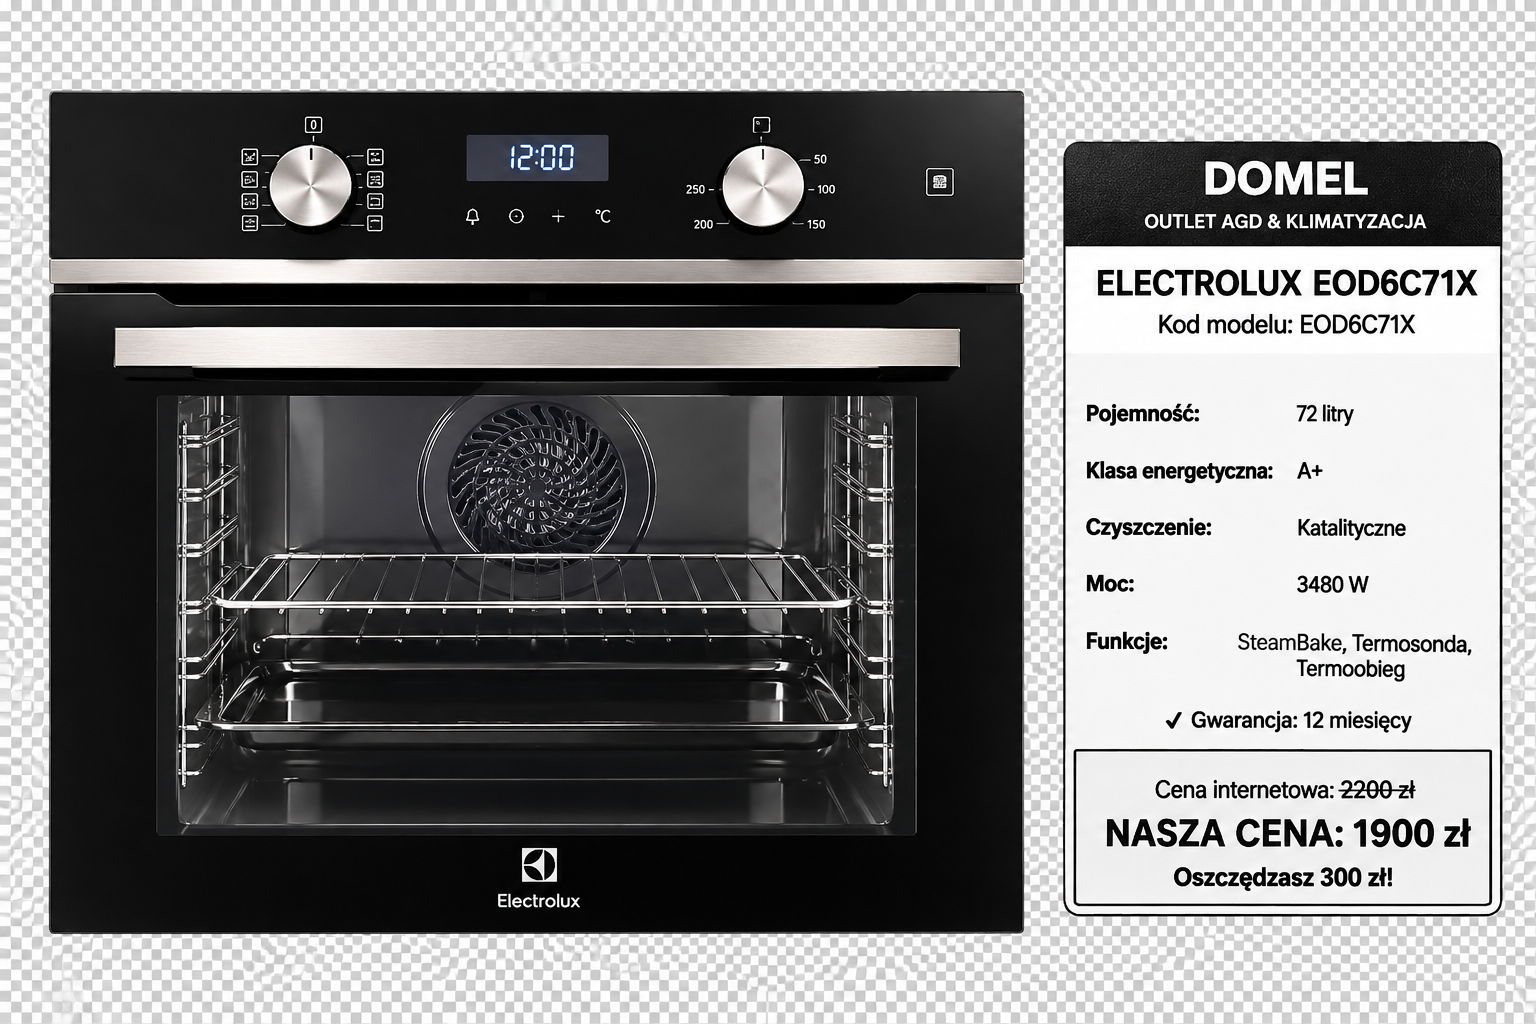 0
12:00
50
100
150
200
250
°C
Electrolux
DOMEL
OUTLET AGD & KLIMATYZACJA
ELECTROLUX EOD6C71X
Kod modelu: EOD6C71X
Pojemność: 72 litry
Klasa energetyczna: A+
Czyszczenie: Katalityczne
Moc: 3480 W
Funkcje: SteamBake, Termosonda,
Termoobieg
✓ Gwarancja: 12 miesięcy
Cena internetowa: 2200 zł
NASZA CENA: 1900 zł
Oszczędzasz 300 zł!